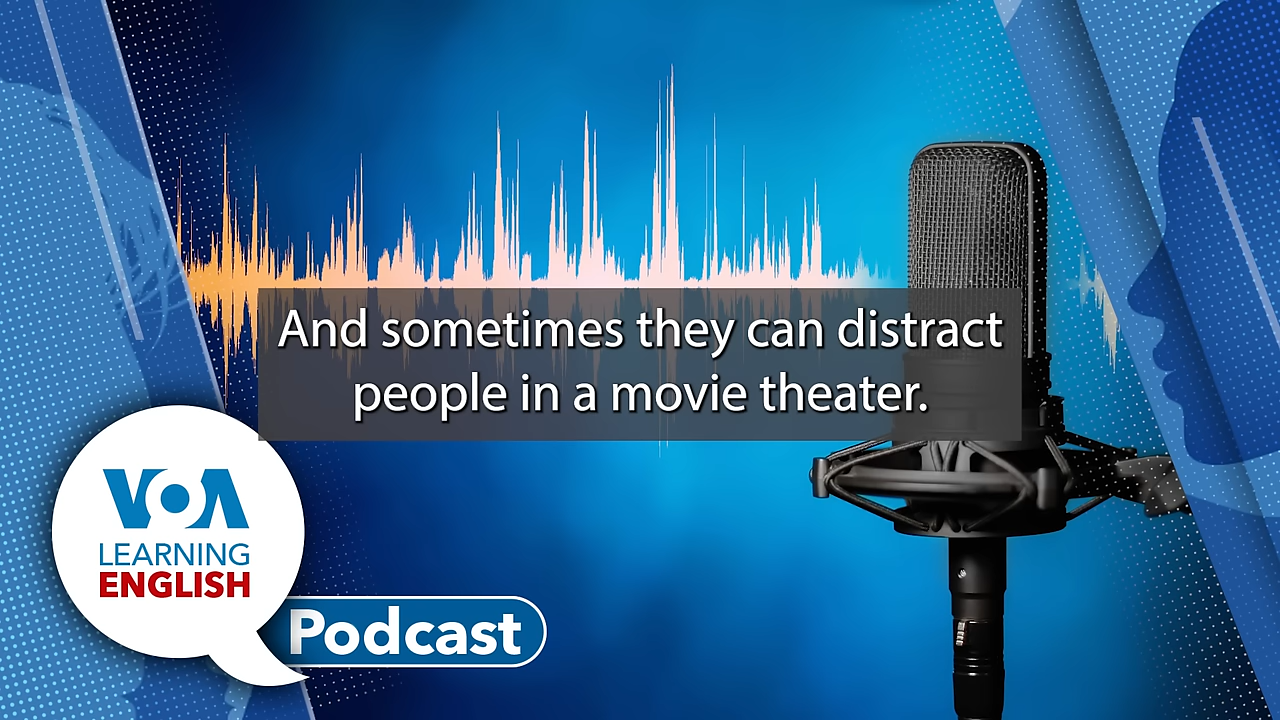 And sometimes they can distract
people in a movie theater.
VOA
LEARNING
ENGLISH
Podcast